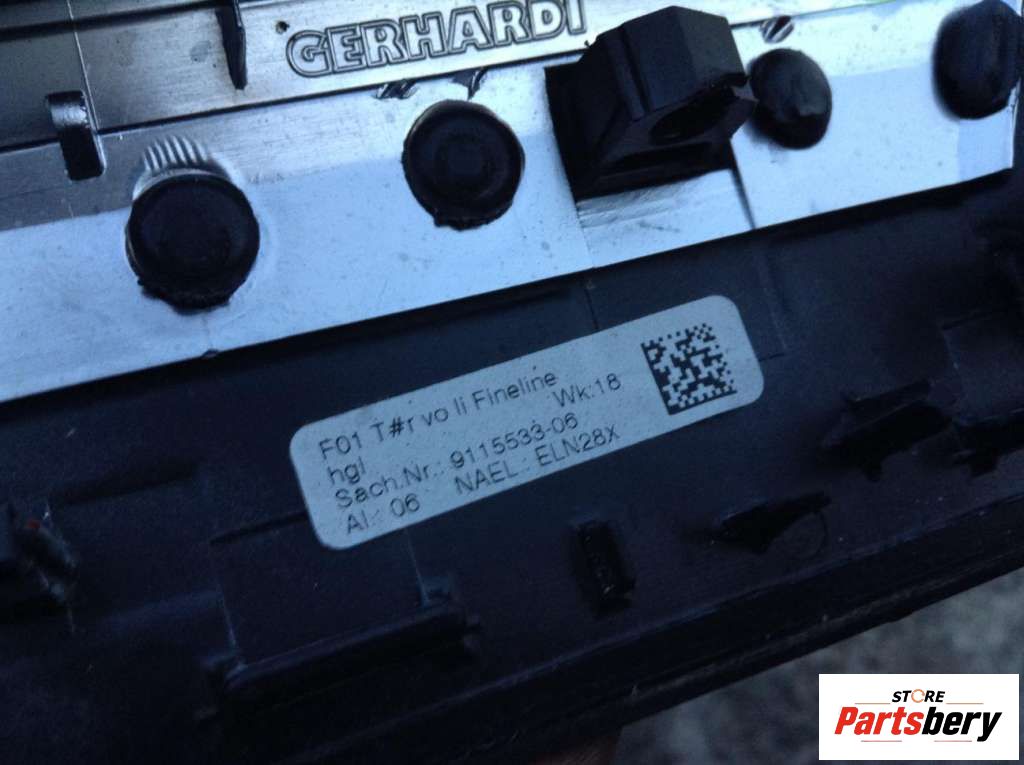 GERHARDI
F01 T#r vo li Fineline
hgl Wk:18
Sach.Nr.: 9115533-06
AI.: 06 NAEL.: ELN28X
STORE
Partsbery